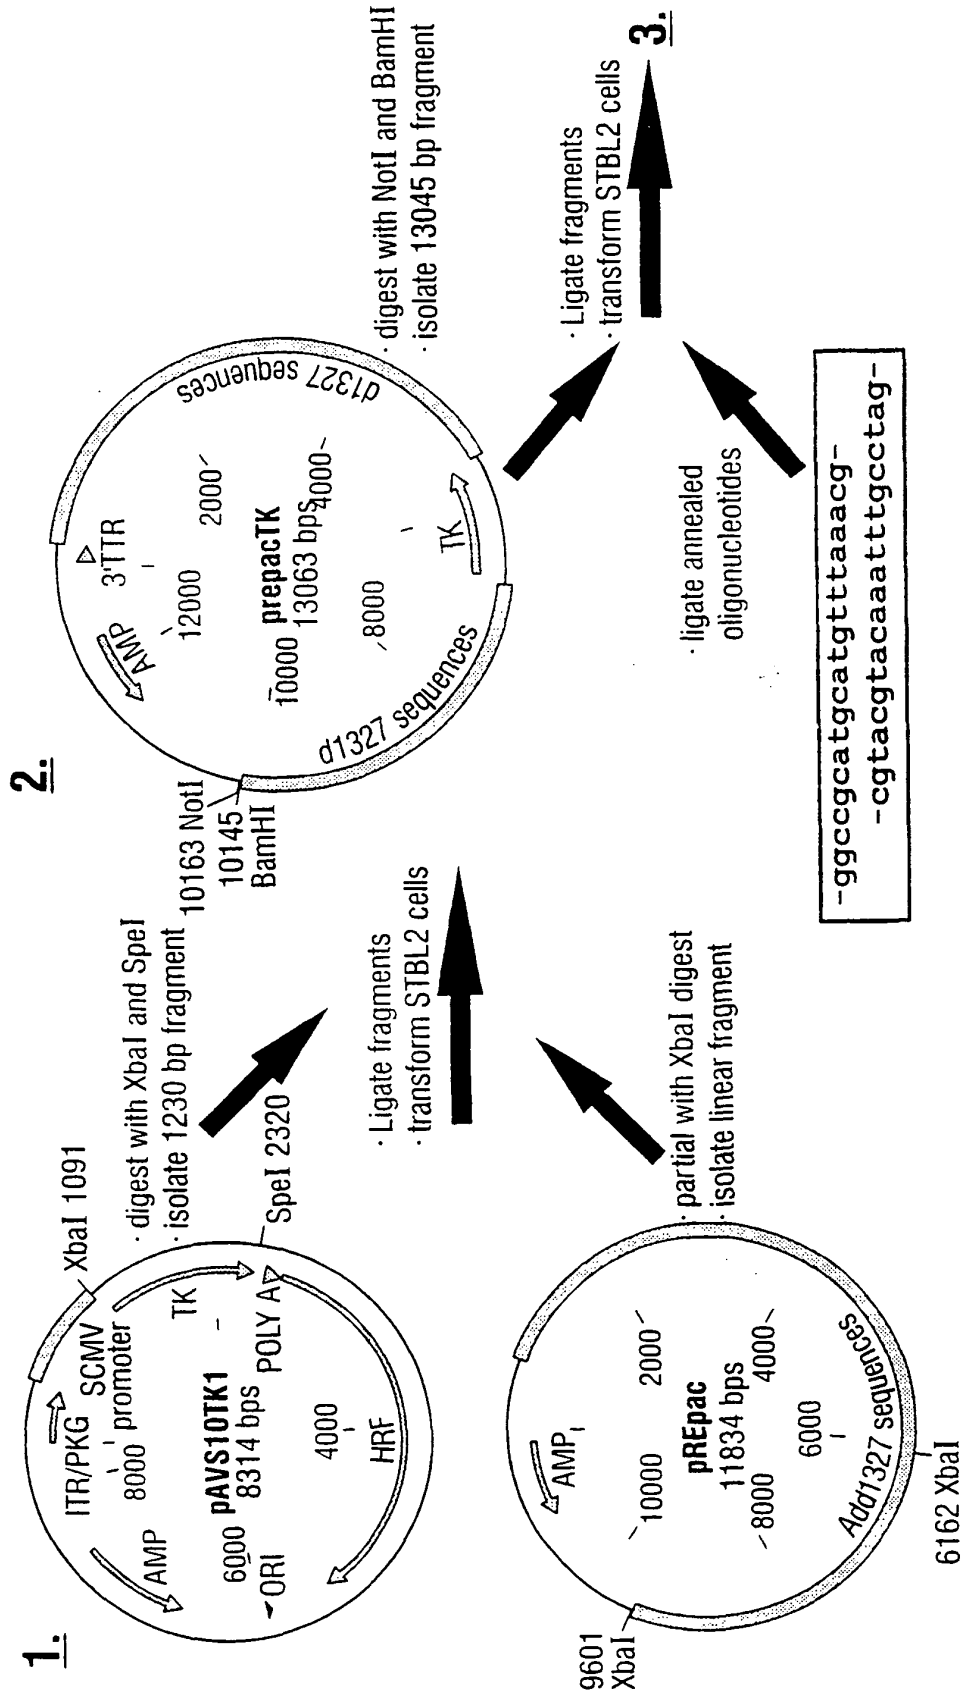 1.
ITR/PKG
SCMV
promoter
XbaI 1091
AMP
8000
TK
pAVS10TK1
8314 bps
6000
ORI
4000
POLY A
HRF
SpeI 2320
· digest with XbaI and SpeI
· isolate 1230 bp fragment
AMP
10000
2000
pREpac
11834 bps
8000
4000
6000
Add1327 sequences
9601
XbaI
6162 XbaI
· partial with XbaI digest
· isolate linear fragment
· Ligate fragments
· transform STBL2 cells
2.
AMP
3'TTR
12000
2000
prepacTK
10000
13063 bps
4000
8000
TK
d1327 sequences
d1327 sequences
10163 NotI
10145
BamHI
· digest with NotI and BamHI
· isolate 13045 bp fragment
· ligate annealed
oligonucleotides
-ggccgcatgcatgtttaaacg-
-cgtacgtacaaatttgcctag-
· Ligate fragments
· transform STBL2 cells
3.